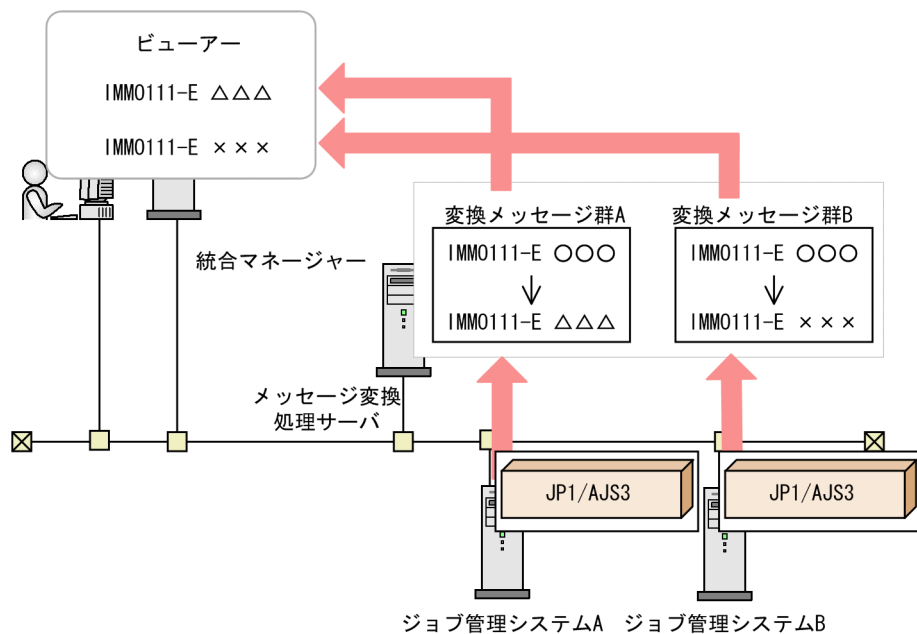 ビューアー
IMM0111-E △△△
IMM0111-E ×××
統合マネージャー
変換メッセージ群A
IMM0111-E ○○○
IMM0111-E △△△
変換メッセージ群B
IMM0111-E ○○○
IMM0111-E ×××
メッセージ変換
処理サーバ
JP1/AJS3
JP1/AJS3
ジョブ管理システムA
ジョブ管理システムB